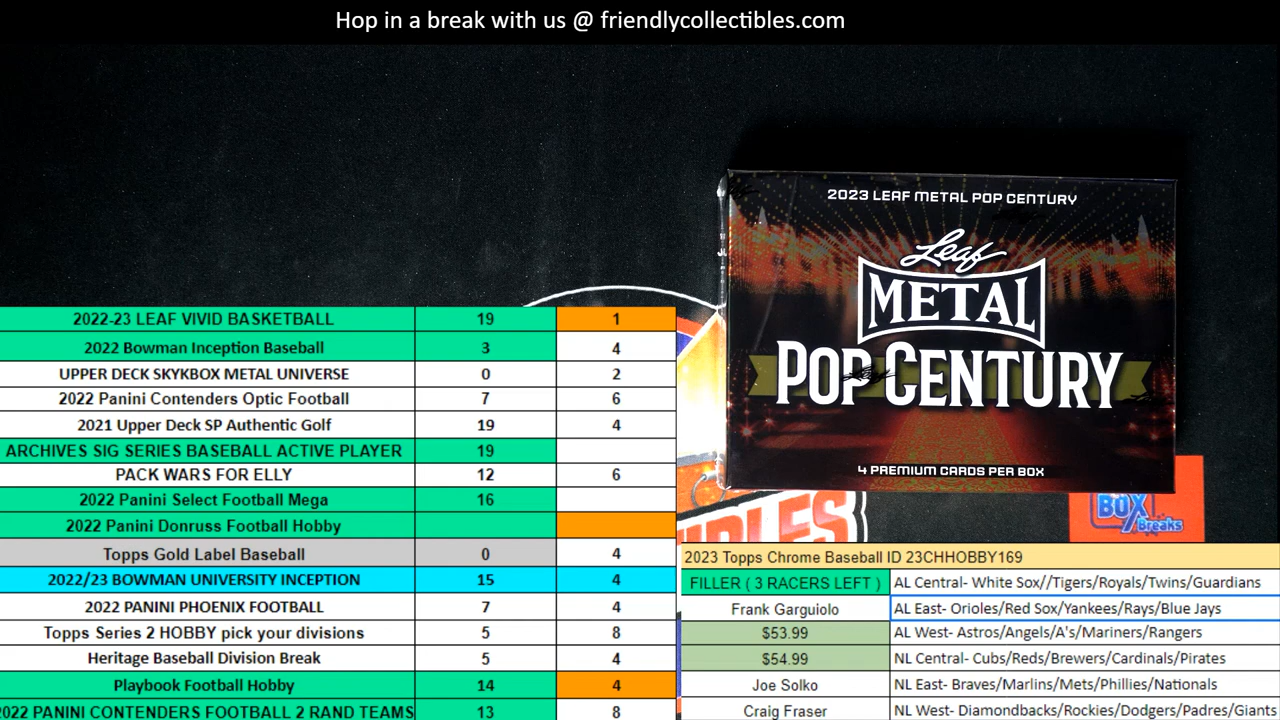 Hop in a break with us @ friendlycollectibles.com
2023 LEAF METAL POP CENTURY
Leaf
METAL
POP CENTURY
4 PREMIUM CARDS PER BOX
BOX
Breaks
2022-23 LEAF VIVID BASKETBALL 19 1
2022 Bowman Inception Baseball 3 4
UPPER DECK SKYKBOX METAL UNIVERSE 0 2
2022 Panini Contenders Optic Football 7 6
2021 Upper Deck SP Authentic Golf 19 4
ARCHIVES SIG SERIES BASEBALL ACTIVE PLAYER 19
PACK WARS FOR ELLY 12 6
2022 Panini Select Football Mega 16
2022 Panini Donruss Football Hobby
Topps Gold Label Baseball 0 4
2022/23 BOWMAN UNIVERSITY INCEPTION 15 4
2022 PANINI PHOENIX FOOTBALL 7 4
Topps Series 2 HOBBY pick your divisions 5 8
Heritage Baseball Division Break 5 4
Playbook Football Hobby 14 4
2022 PANINI CONTENDERS FOOTBALL 2 RAND TEAMS 13 8
2023 Topps Chrome Baseball ID 23CHHOBBY169
FILLER ( 3 RACERS LEFT ) AL Central- White Sox//Tigers/Royals/Twins/Guardians
Frank Garguiolo AL East- Orioles/Red Sox/Yankees/Rays/Blue Jays
$53.99 AL West- Astros/Angels/A's/Mariners/Rangers
$54.99 NL Central- Cubs/Reds/Brewers/Cardinals/Pirates
Joe Solko NL East- Braves/Marlins/Mets/Phillies/Nationals
Craig Fraser NL West- Diamondbacks/Rockies/Dodgers/Padres/Giants